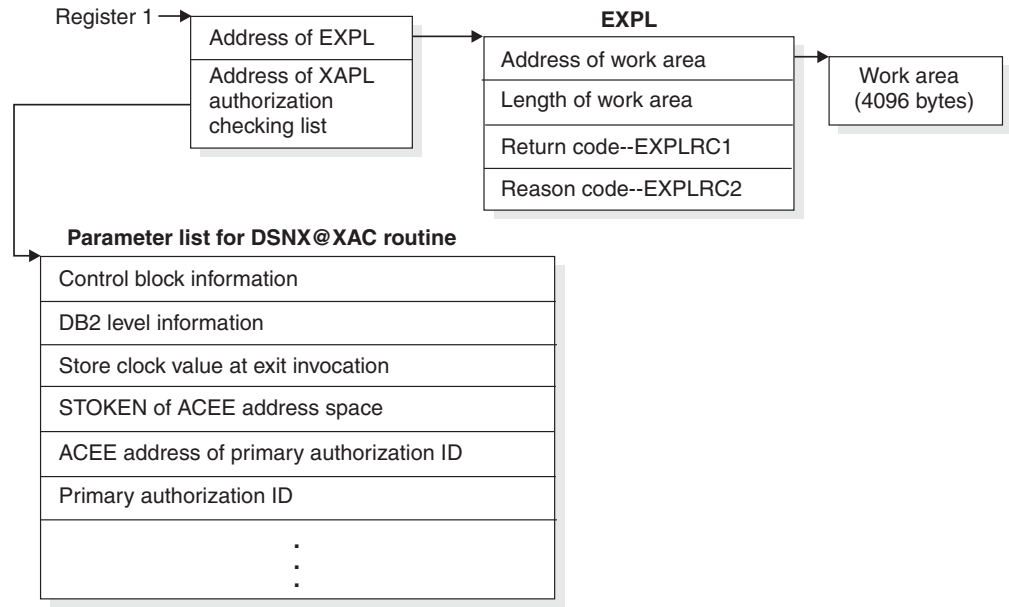 Register 1
Address of EXPL
Address of XAPL
authorization
checking list
EXPL
Address of work area
Length of work area
Return code--EXPLRC1
Reason code--EXPLRC2
Work area
(4096 bytes)
Parameter list for DSNX@XAC routine
Control block information
DB2 level information
Store clock value at exit invocation
STOKEN of ACEE address space
ACEE address of primary authorization ID
Primary authorization ID
.
.
.